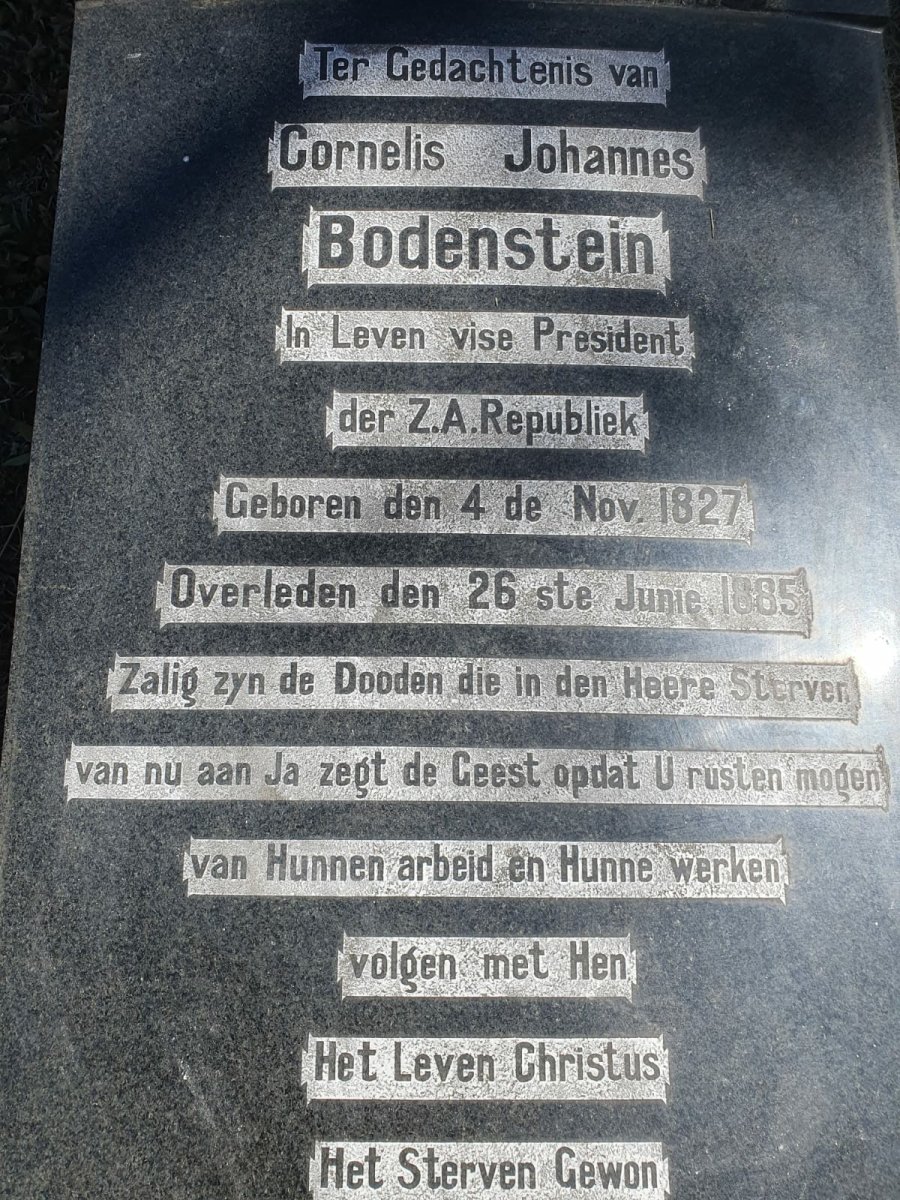 Ter Gedachtenis van
Cornelis Johannes
Bodenstein
In Leven vise President
der Z.A.Republiek
Geboren den 4 de Nov. 1827
Overleden den 26 ste Junie 1885
Zalig zyn de Dooden die in den Heere Sterven
van nu aan Ja zegt de Geest opdat U rusten mogen
van Hunnen arbeid en Hunne werken
volgen met Hen
Het Leven Christus
Het Sterven Gewon